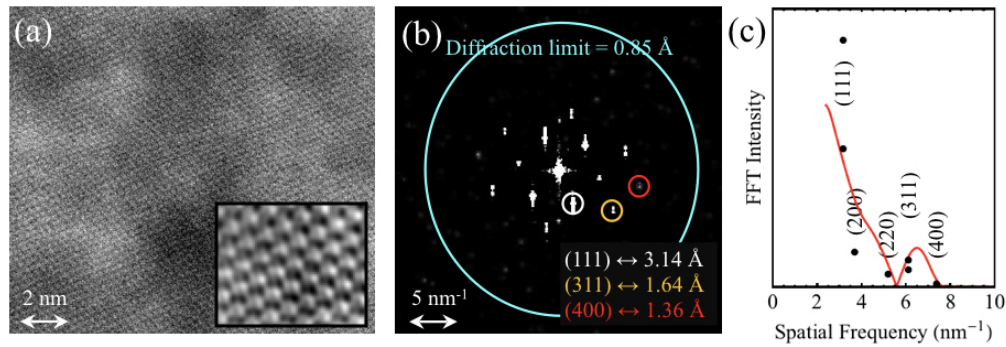 (a)
2 nm
(b)
Diffraction limit = 0.85 Å
(111) ↔ 3.14 Å
(311) ↔ 1.64 Å
(400) ↔ 1.36 Å
5 nm⁻¹
(c)
FFT Intensity
(111)
(200)
(220)
(311)
(400)
0 2 4 6 8 10
Spatial Frequency (nm⁻¹)